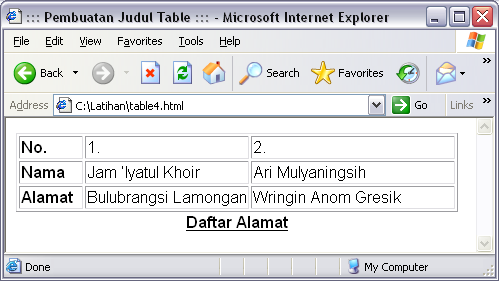 ::: Pembuatan Judul Table ::: - Microsoft Internet Explorer
File Edit View Favorites Tools Help
Back Search Favorites
Address C:\Latihan\table4.html Go Links »
No. 1. 2.
Nama Jam 'Iyatul Khoir Ari Mulyaningsih
Alamat Bulubrangsi Lamongan Wringin Anom Gresik
Daftar Alamat
Done My Computer